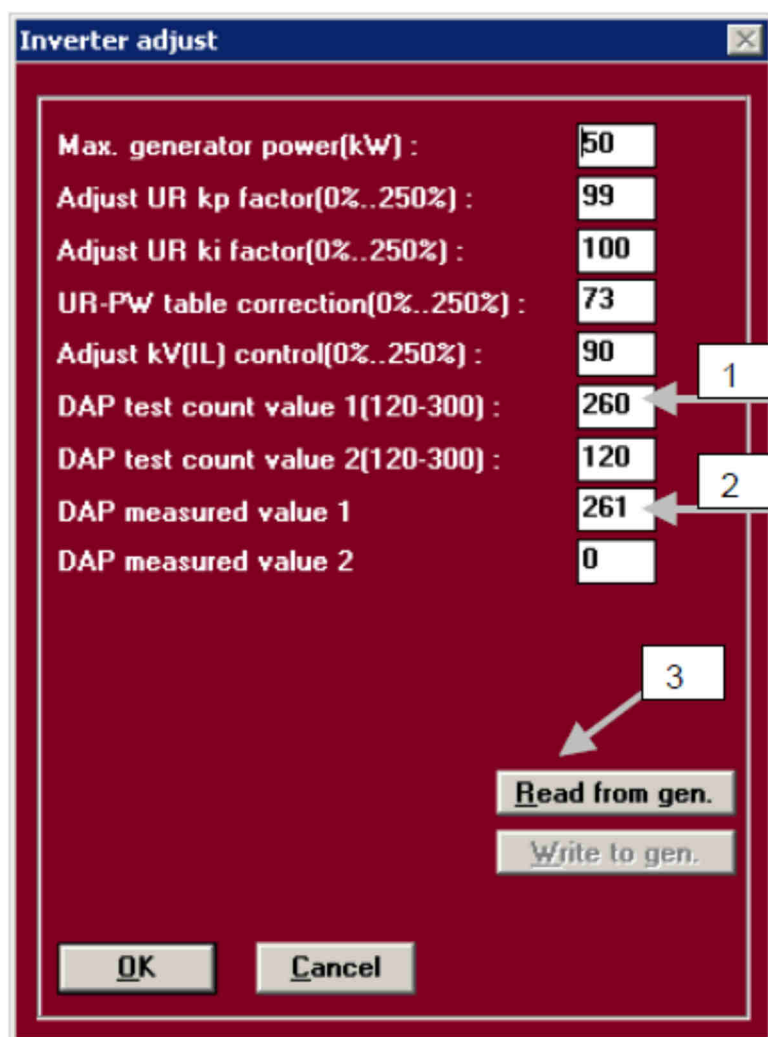 Inverter adjust
Max. generator power(kW) : 50
Adjust UR kp factor(0%..250%) : 99
Adjust UR ki factor(0%..250%) : 100
UR-PW table correction(0%..250%) : 73
Adjust kV(IL) control(0%..250%) : 90
1
DAP test count value 1(120-300) : 260
DAP test count value 2(120-300) : 120
2
DAP measured value 1 261
DAP measured value 2 0
3
Read from gen.
Write to gen.
OK Cancel